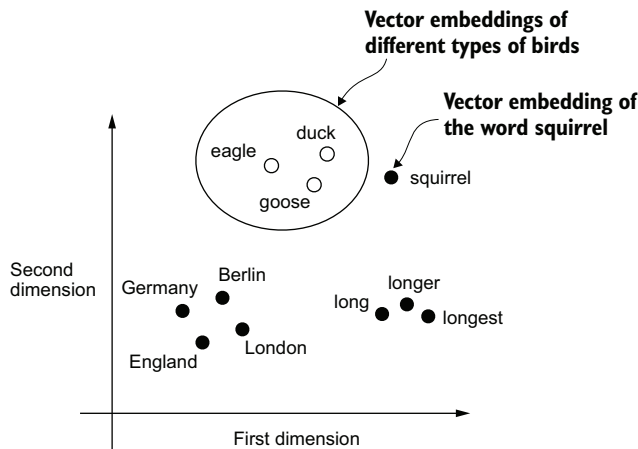 Vector embeddings of
different types of birds
Vector embedding of
the word squirrel
duck
eagle
goose
squirrel
Second
dimension
Germany
Berlin
England
London
long
longer
longest
First dimension